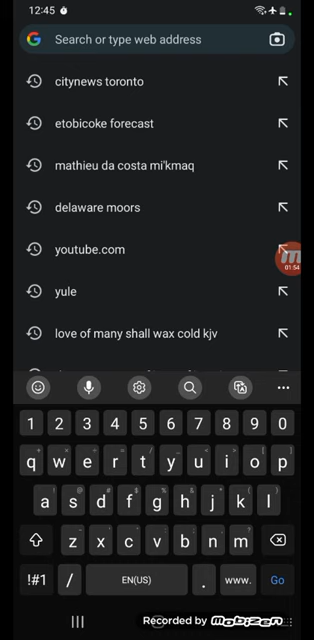 12:45
Search or type web address
citynews toronto
etobicoke forecast
mathieu da costa mi'kmaq
delaware moors
youtube.com
yule
love of many shall wax cold kjv
01:54
1 2 3 4 5 6 7 8 9 0
q w e r t y u i o p
a s d f g h j k l
z x c v b n m
!#1 / EN(US) . www. Go
Recorded by mobizen